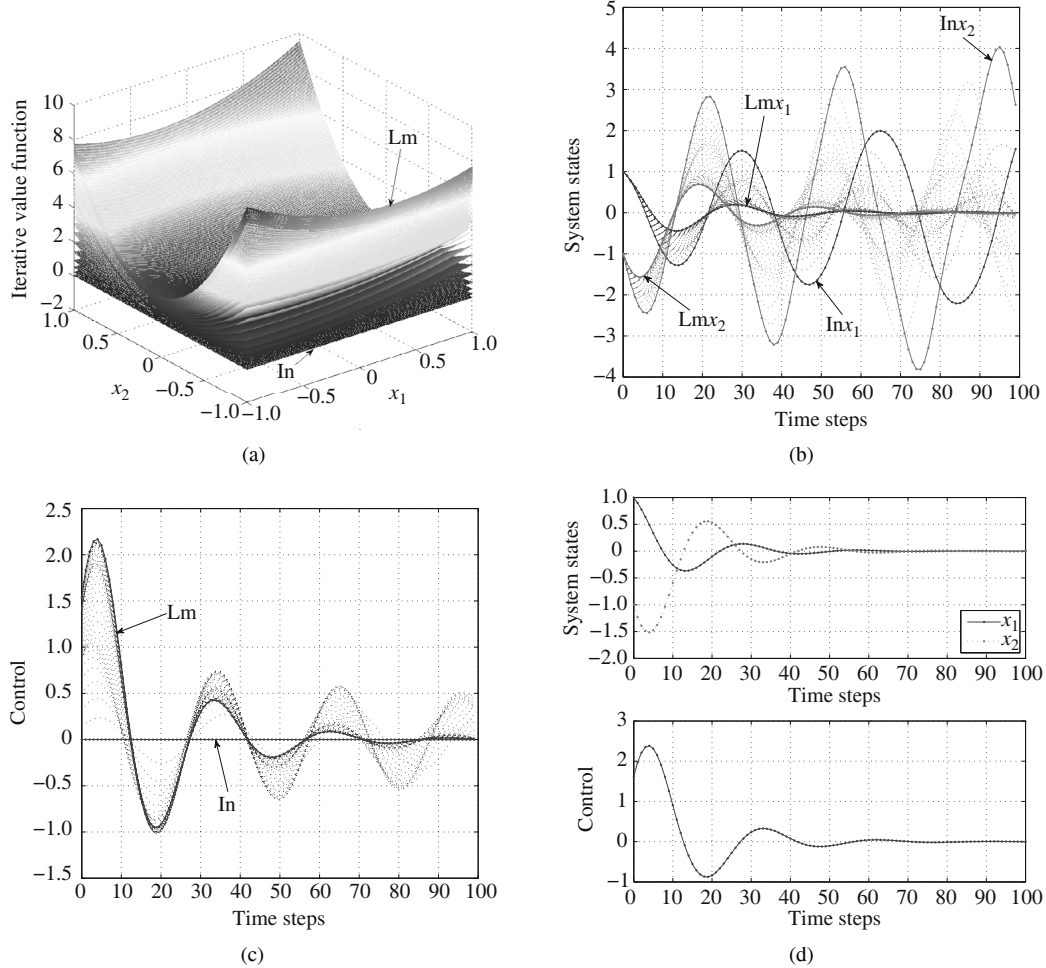 (a)
Iterative value function
10
8
6
4
2
0
−2
1.0
0.5
0
−0.5
−1.0
x2
−1.0
−0.5
0
0.5
1.0
x1
Lm
In
(b)
System states
5
4
3
2
1
0
−1
−2
−3
−4
0 10 20 30 40 50 60 70 80 90 100
Time steps
Inx2
Lmx1
Lmx2
Inx1
(a)
(b)
Control
2.5
2.0
1.5
1.0
0.5
0
−0.5
−1.0
−1.5
0 10 20 30 40 50 60 70 80 90 100
Time steps
Lm
In
(c)
System states
1.0
0.5
0
−0.5
−1.0
−1.5
−2.0
0 10 20 30 40 50 60 70 80 90 100
Time steps
x1
x2
Control
3
2
1
0
−1
0 10 20 30 40 50 60 70 80 90 100
Time steps
(d)